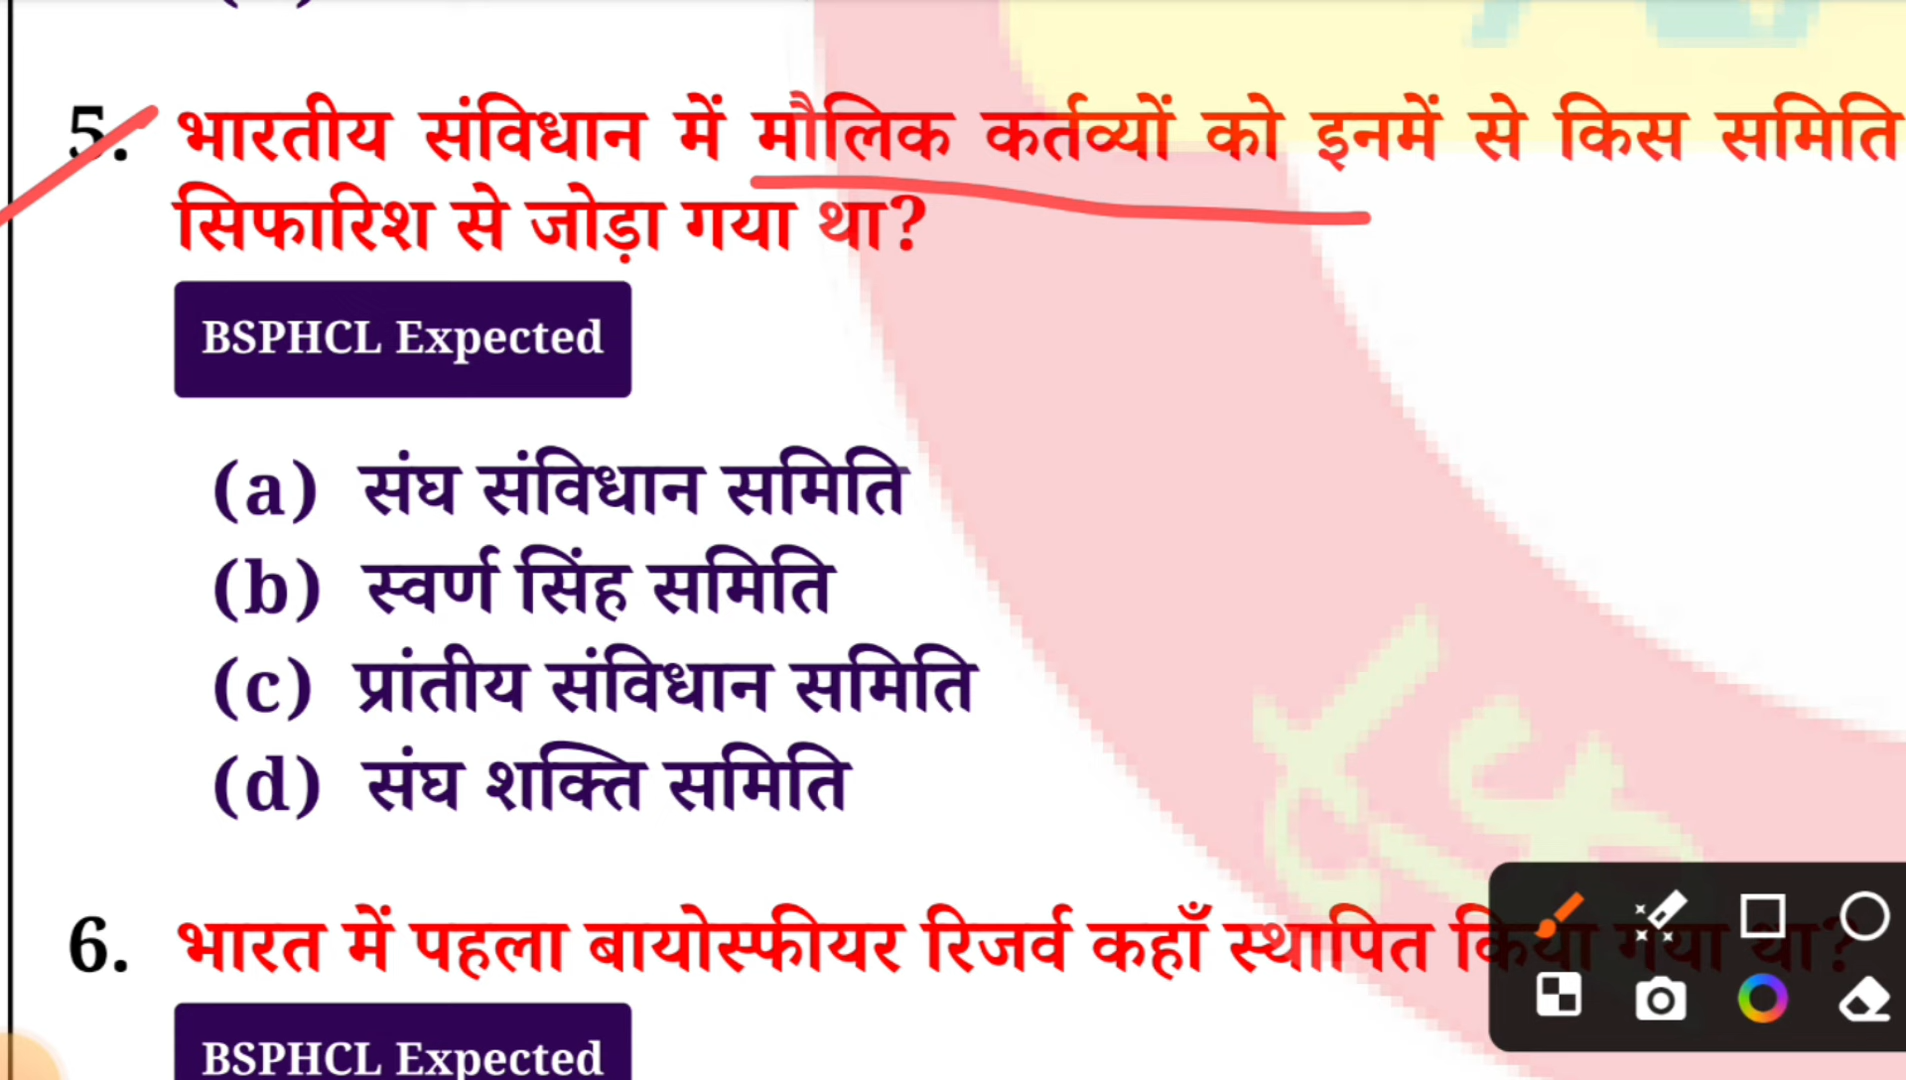 5. भारतीय संविधान में मौलिक कर्तव्यों को इनमें से किस समिति
सिफारिश से जोड़ा गया था?
BSPHCL Expected
(a) संघ संविधान समिति
(b) स्वर्ण सिंह समिति
(c) प्रांतीय संविधान समिति
(d) संघ शक्ति समिति
6. भारत में पहला बायोस्फीयर रिजर्व कहाँ स्थापित किया गया था?
BSPHCL Expected